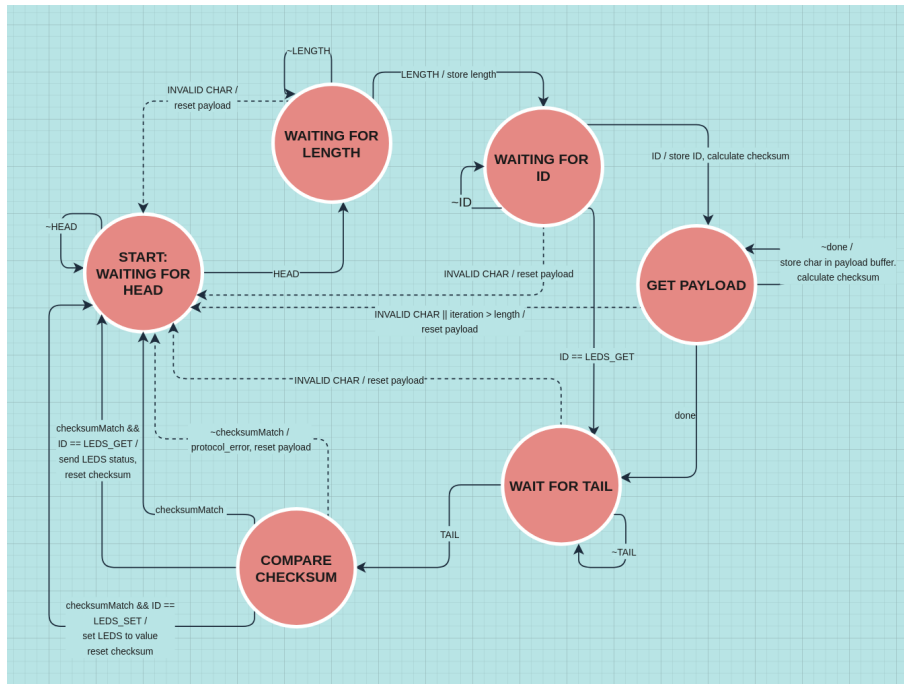 ~LENGTH
LENGTH / store length
INVALID CHAR /
reset payload
WAITING FOR
LENGTH
WAITING FOR
ID
ID / store ID, calculate checksum
~ID
~HEAD
START:
WAITING FOR
HEAD
HEAD
INVALID CHAR / reset payload
GET PAYLOAD
~done /
store char in payload buffer.
calculate checksum
INVALID CHAR || iteration > length /
reset payload
ID == LEDS_GET
INVALID CHAR / reset payload
done
checksumMatch &&
ID == LEDS_GET /
send LEDS status,
reset checksum
~checksumMatch /
protocol_error, reset payload
WAIT FOR TAIL
checksumMatch
TAIL
~TAIL
COMPARE
CHECKSUM
checksumMatch && ID ==
LEDS_SET /
set LEDS to value
reset checksum